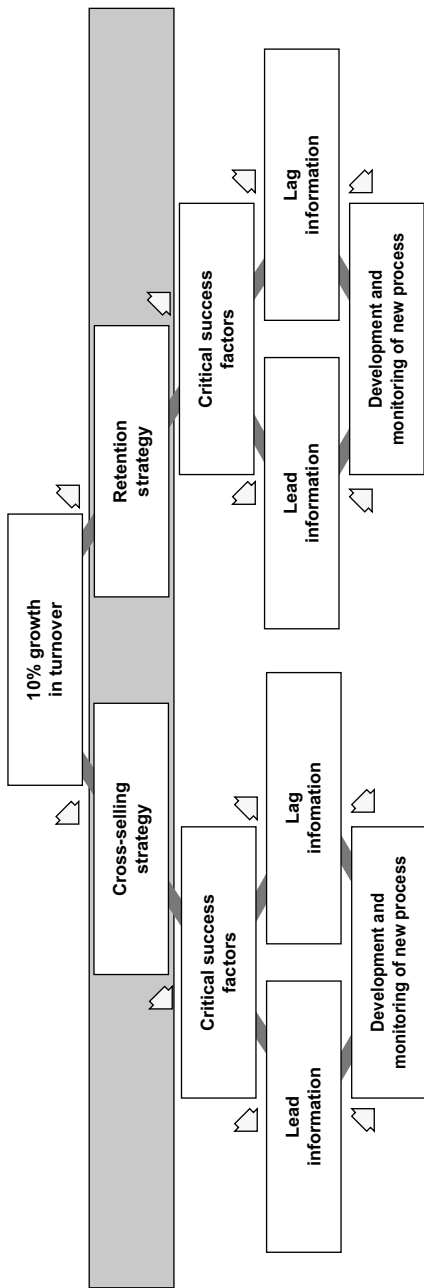 10% growth
in turnover
Cross-selling
strategy
Retention
strategy
Critical success
factors
Critical success
factors
Lead
information
Lag
information
Lead
information
Lag
information
Development and
monitoring of new process
Development and
monitoring of new process